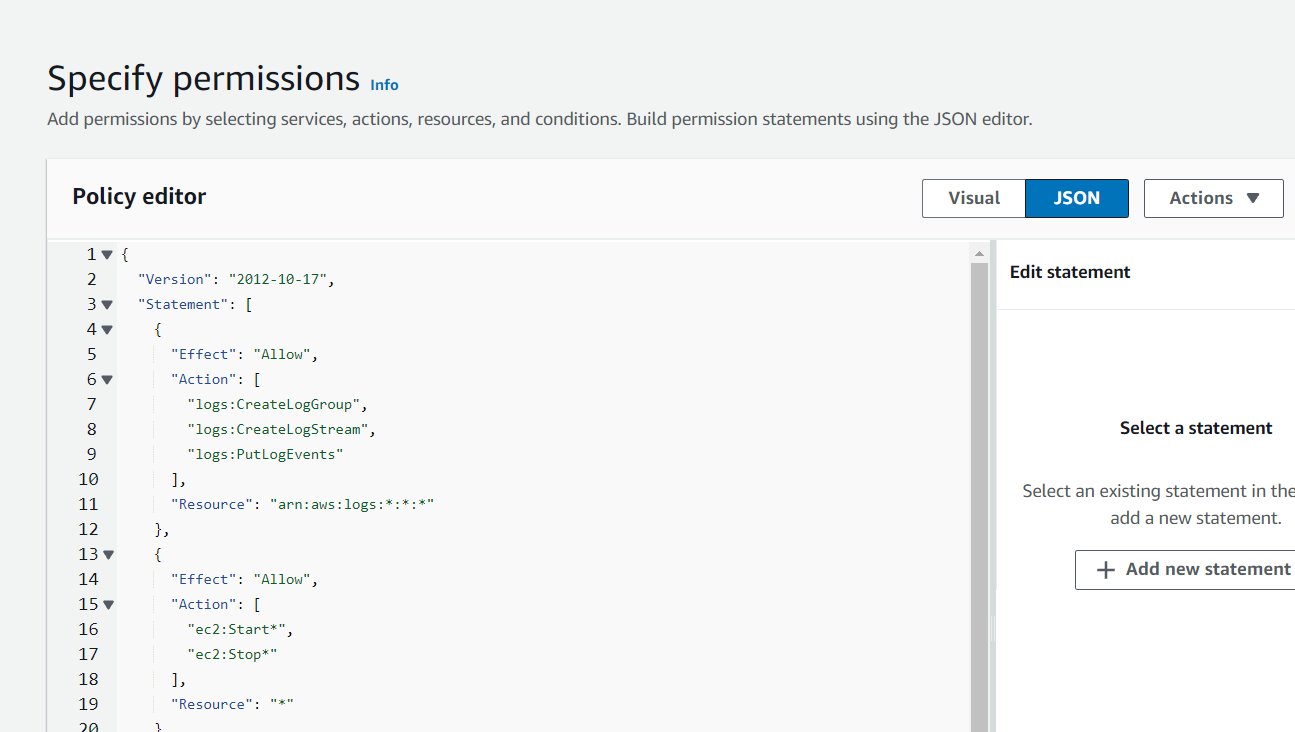 Specify permissions Info
Add permissions by selecting services, actions, resources, and conditions. Build permission statements using the JSON editor.
Policy editor
Visual
JSON
Actions
1 {
2 "Version": "2012-10-17",
3 "Statement": [
4 {
5 "Effect": "Allow",
6 "Action": [
7 "logs:CreateLogGroup",
8 "logs:CreateLogStream",
9 "logs:PutLogEvents"
10 ],
11 "Resource": "arn:aws:logs:*:*:*"
12 },
13 {
14 "Effect": "Allow",
15 "Action": [
16 "ec2:Start*",
17 "ec2:Stop*"
18 ],
19 "Resource": "*"
20 }
Edit statement
Select a statement
Select an existing statement in the
add a new statement.
+ Add new statement